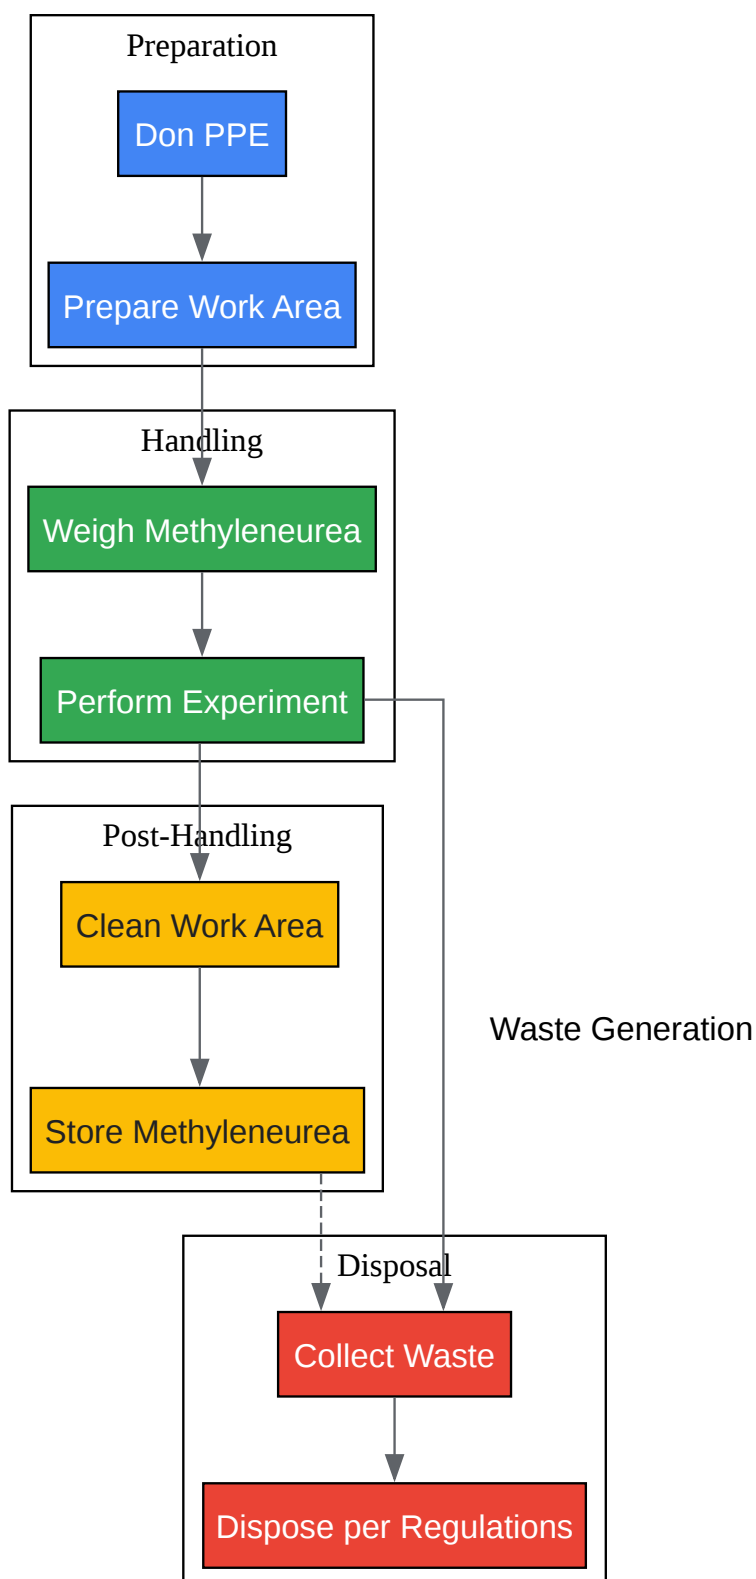 Preparation
Don PPE
Prepare Work Area
Handling
Weigh Methyleneurea
Perform Experiment
Post-Handling
Clean Work Area
Waste Generation
Store Methyleneurea
Disposal
Collect Waste
Dispose per Regulations